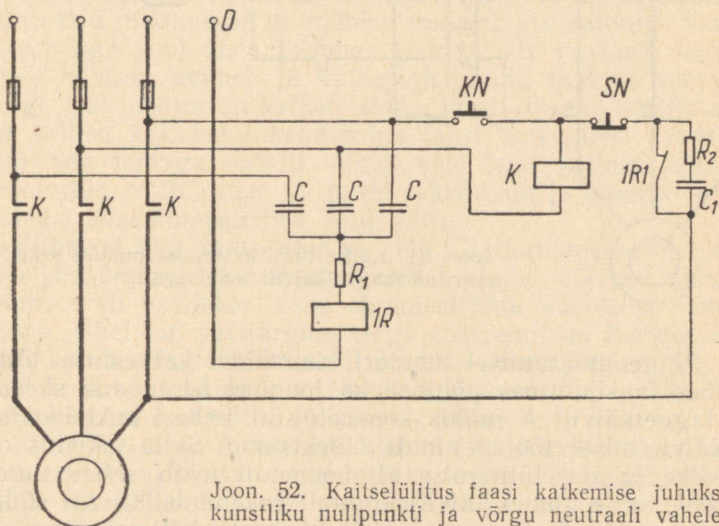 0
KN
SN
K
K
K
C
C
C
K
1R1
R₂
C₁
R₁
1R
Joon. 52. Kaitselülitus faasi katkemise juhuks
kunstliku nullpunkti ja võrgu neutraali vahele